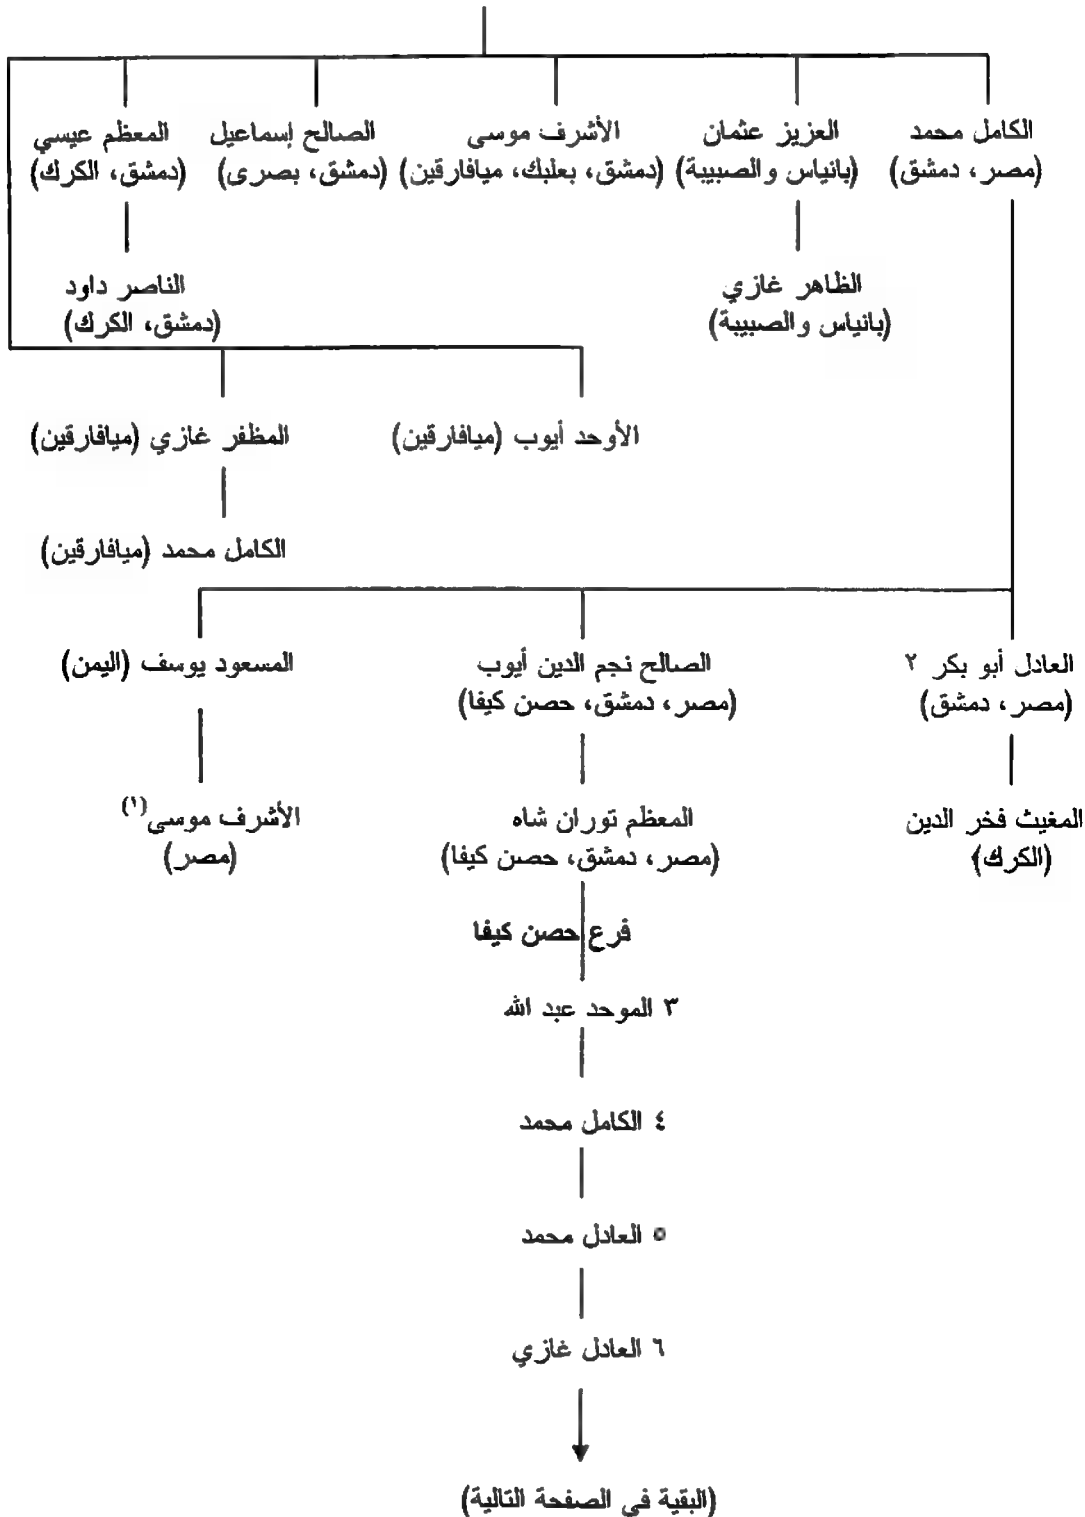 الكامل محمد
(مصر، دمشق)
العزيز عثمان
(بانياس والصبيبة)
الأشرف موسى
(دمشق، بعلبك، ميافارقين)
الصالح إسماعيل
(دمشق، بصرى)
المعظم عيسي
(دمشق، الكرك)
الظاهر غازي
(بانياس والصبيبة)
الناصر داود
(دمشق، الكرك)
الأوحد أيوب (ميافارقين)
المظفر غازي (ميافارقين)
الكامل محمد (ميافارقين)
العادل أبو بكر ٢
(مصر، دمشق)
الصالح نجم الدين أيوب
(مصر، دمشق، حصن كيفا)
المسعود يوسف (اليمن)
المغيث فخر الدين
(الكرك)
المعظم توران شاه
(مصر، دمشق، حصن كيفا)
الأشرف موسى(١)
(مصر)
فرع حصن كيفا
٣ الموحد عبد الله
٤ الكامل محمد
٥ العادل محمد
٦ العادل غازي
(البقية في الصفحة التالية)